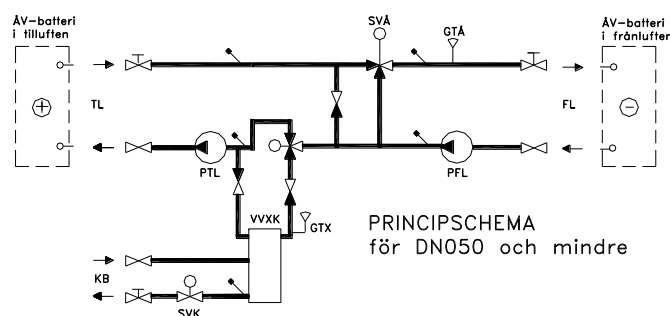 ÅV-batteri
i tilluften
SVÅ
GTÅ
ÅV-batteri
i frånluften
TL
FL
PTL
PFL
VVXK
GTX
PRINCIPSCHEMA
för DN050 och mindre
KB
SVK